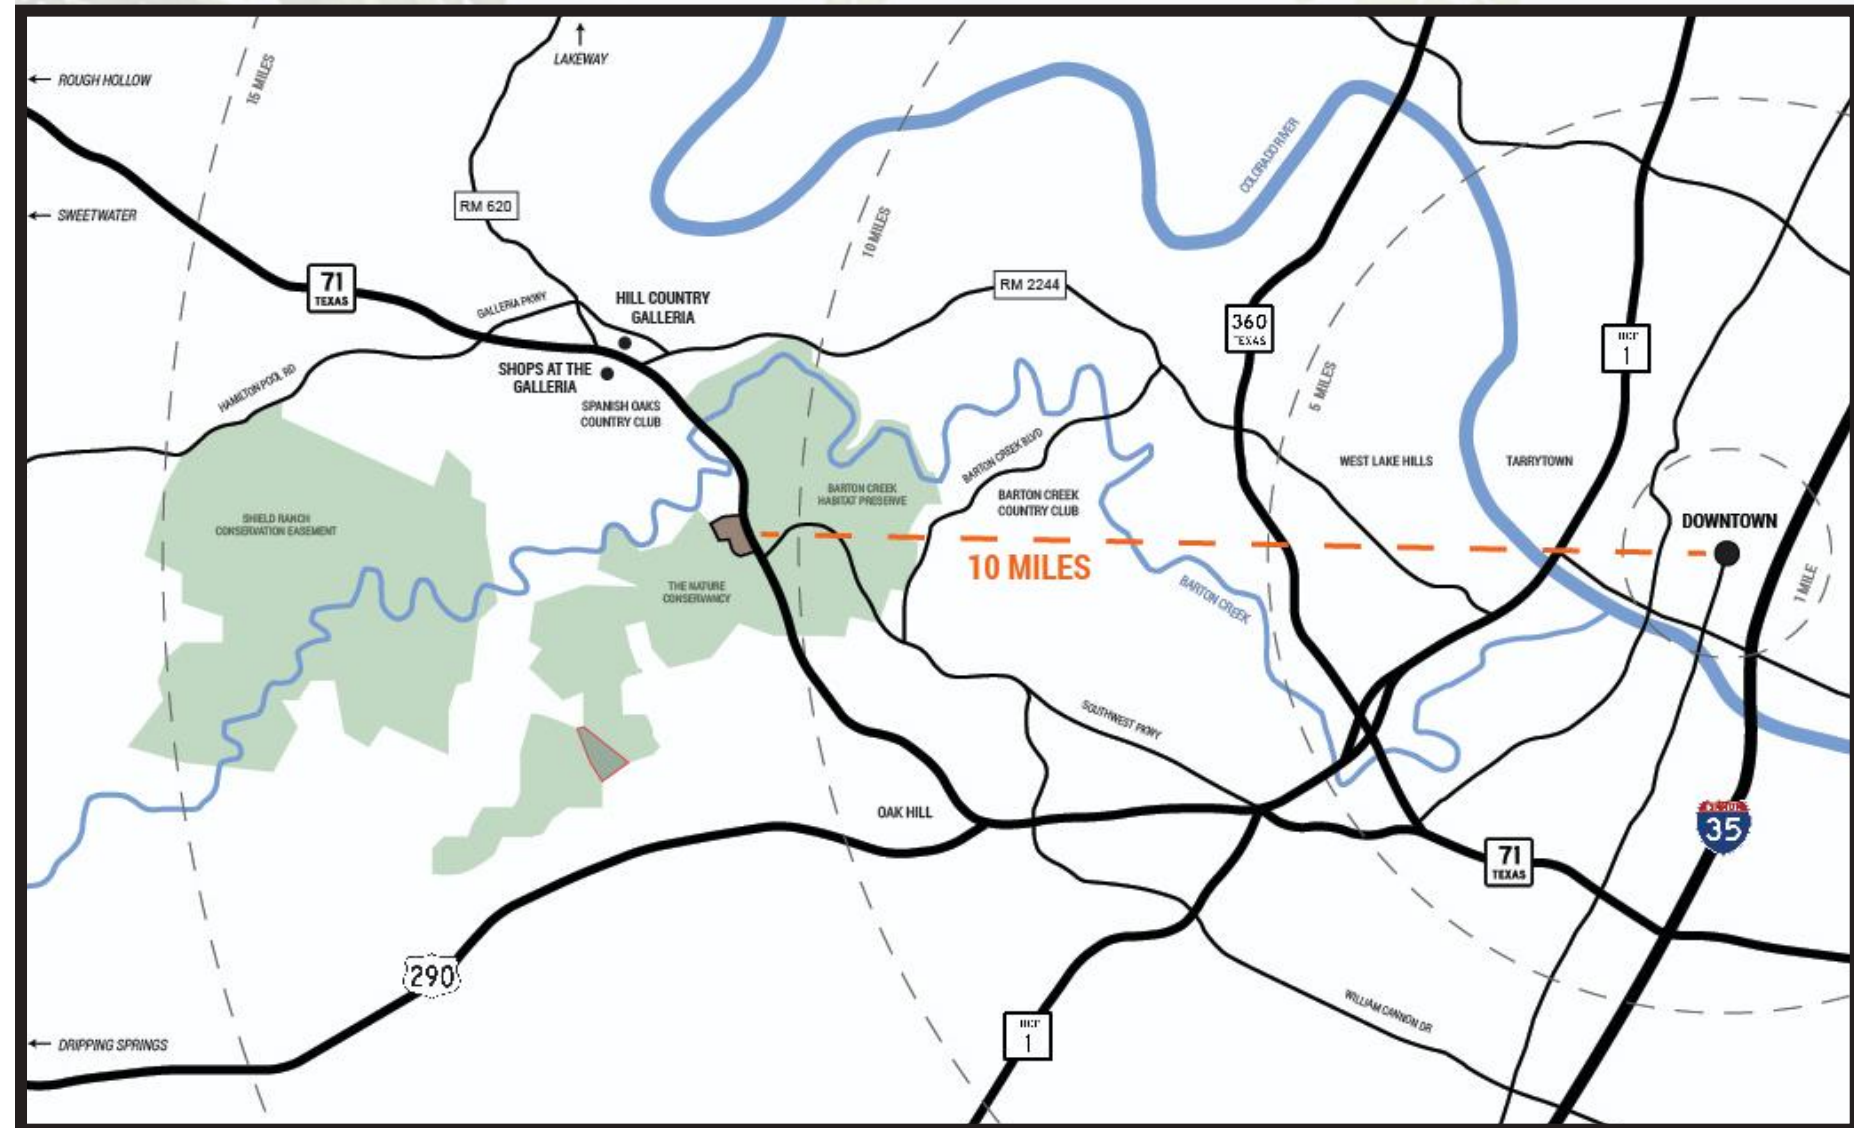 LAKEWAY
ROUGH HOLLOW
15 MILES
COLORADO RIVER
RM 620
SWEETWATER
10 MILES
71
TEXAS
GALLERIA PKWY
HILL COUNTRY
GALLERIA
RM 2244
360
TEXAS
1
SHOPS AT THE
GALLERIA
HAMILTON POOL RD
5 MILES
SPANISH OAKS
COUNTRY CLUB
BARTON CREEK BLVD
WEST LAKE HILLS
TARRYTOWN
BARTON CREEK
HABITAT PRESERVE
BARTON CREEK
COUNTRY CLUB
SHIELD RANCH
CONSERVATION EASEMENT
DOWNTOWN
10 MILES
THE NATURE
CONSERVANCY
BARTON CREEK
1 MILE
SOUTHWEST PKWY
OAK HILL
35
71
TEXAS
290
WILLIAM CANNON DR
1
DRIPPING SPRINGS